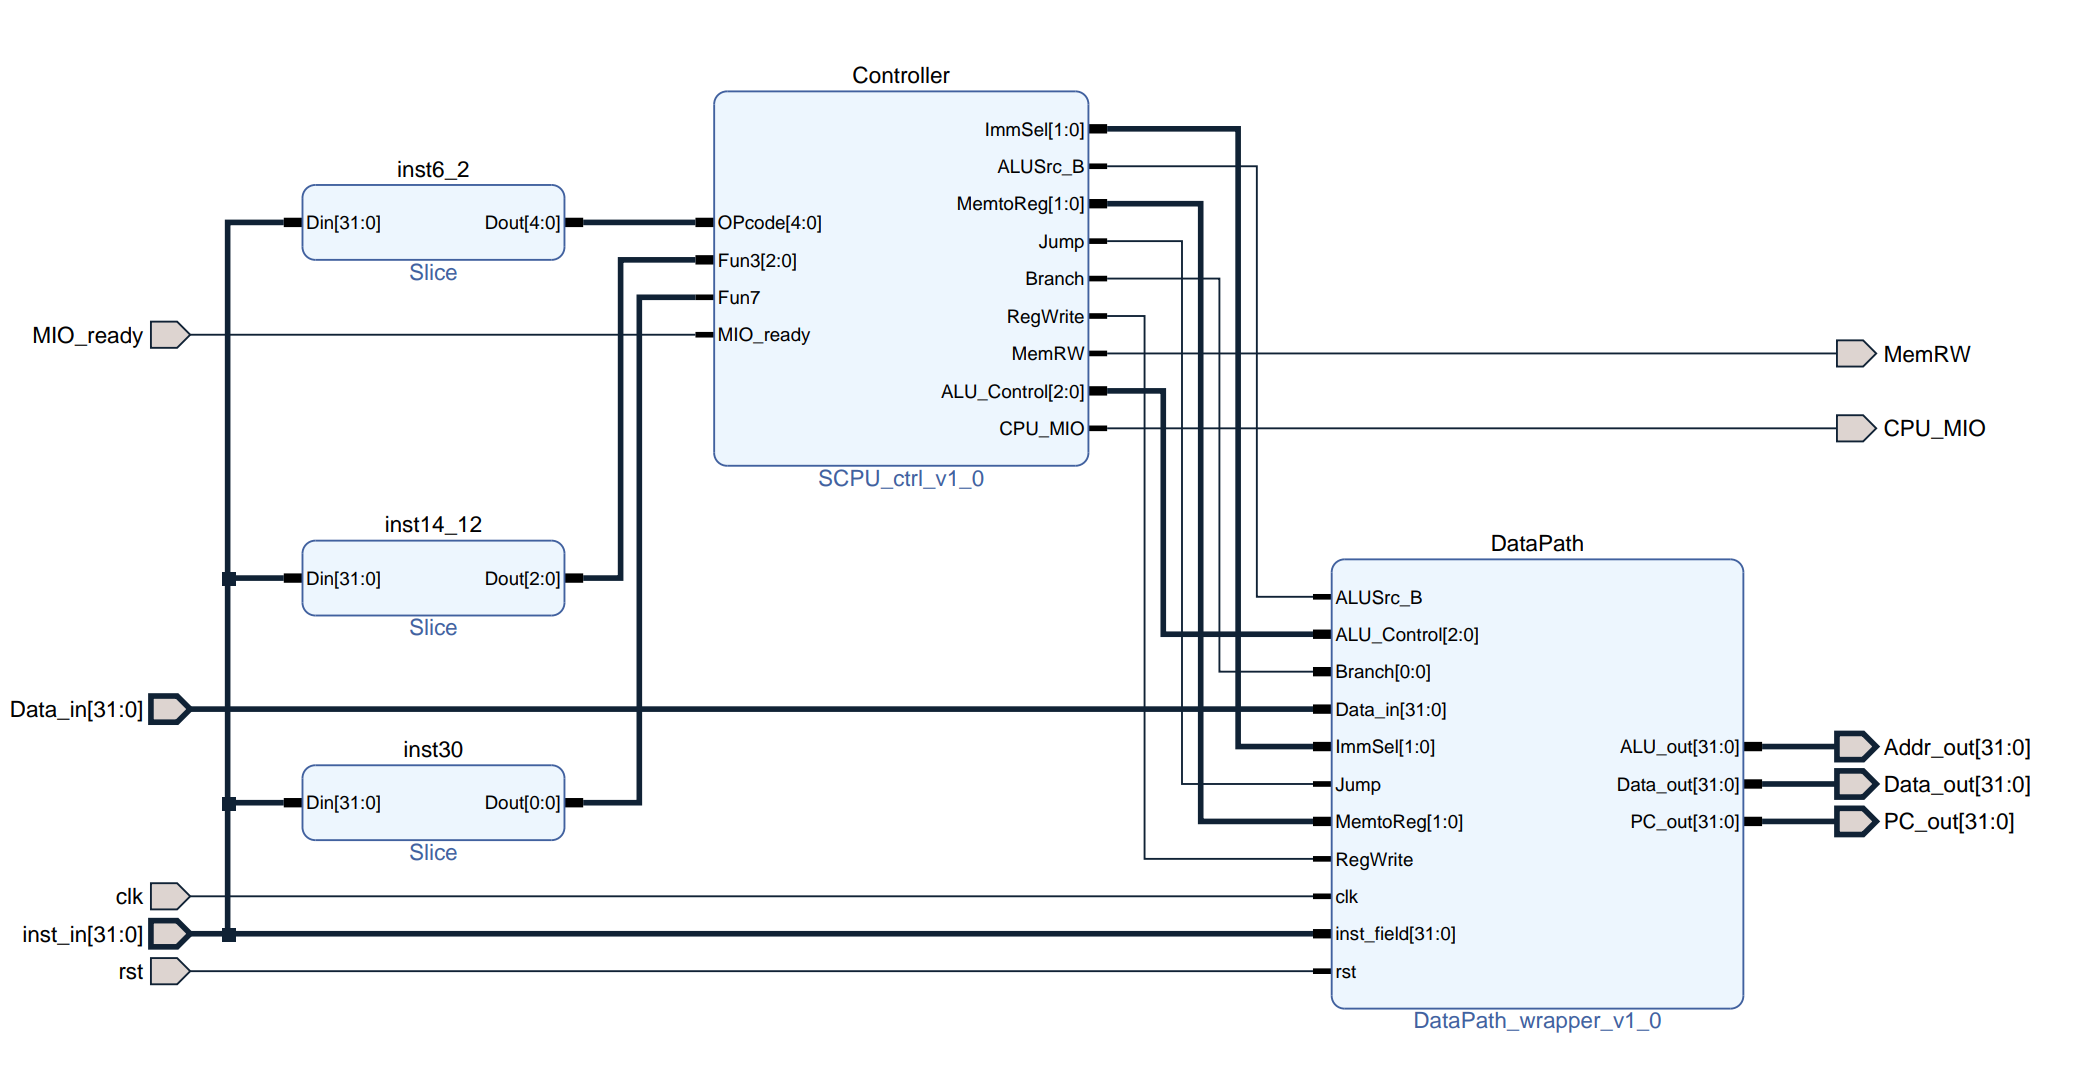 Controller
ImmSel[1:0]
ALUSrc_B
MemtoReg[1:0]
Jump
Branch
RegWrite
MemRW
ALU_Control[2:0]
CPU_MIO
OPcode[4:0]
Fun3[2:0]
Fun7
MIO_ready
SCPU_ctrl_v1_0
inst6_2
Din[31:0]
Dout[4:0]
Slice
MIO_ready
inst14_12
Din[31:0]
Dout[2:0]
Slice
Data_in[31:0]
inst30
Din[31:0]
Dout[0:0]
Slice
clk
inst_in[31:0]
rst
DataPath
ALUSrc_B
ALU_Control[2:0]
Branch[0:0]
Data_in[31:0]
ImmSel[1:0]
Jump
MemtoReg[1:0]
RegWrite
clk
inst_field[31:0]
rst
ALU_out[31:0]
Data_out[31:0]
PC_out[31:0]
DataPath_wrapper_v1_0
MemRW
CPU_MIO
Addr_out[31:0]
Data_out[31:0]
PC_out[31:0]